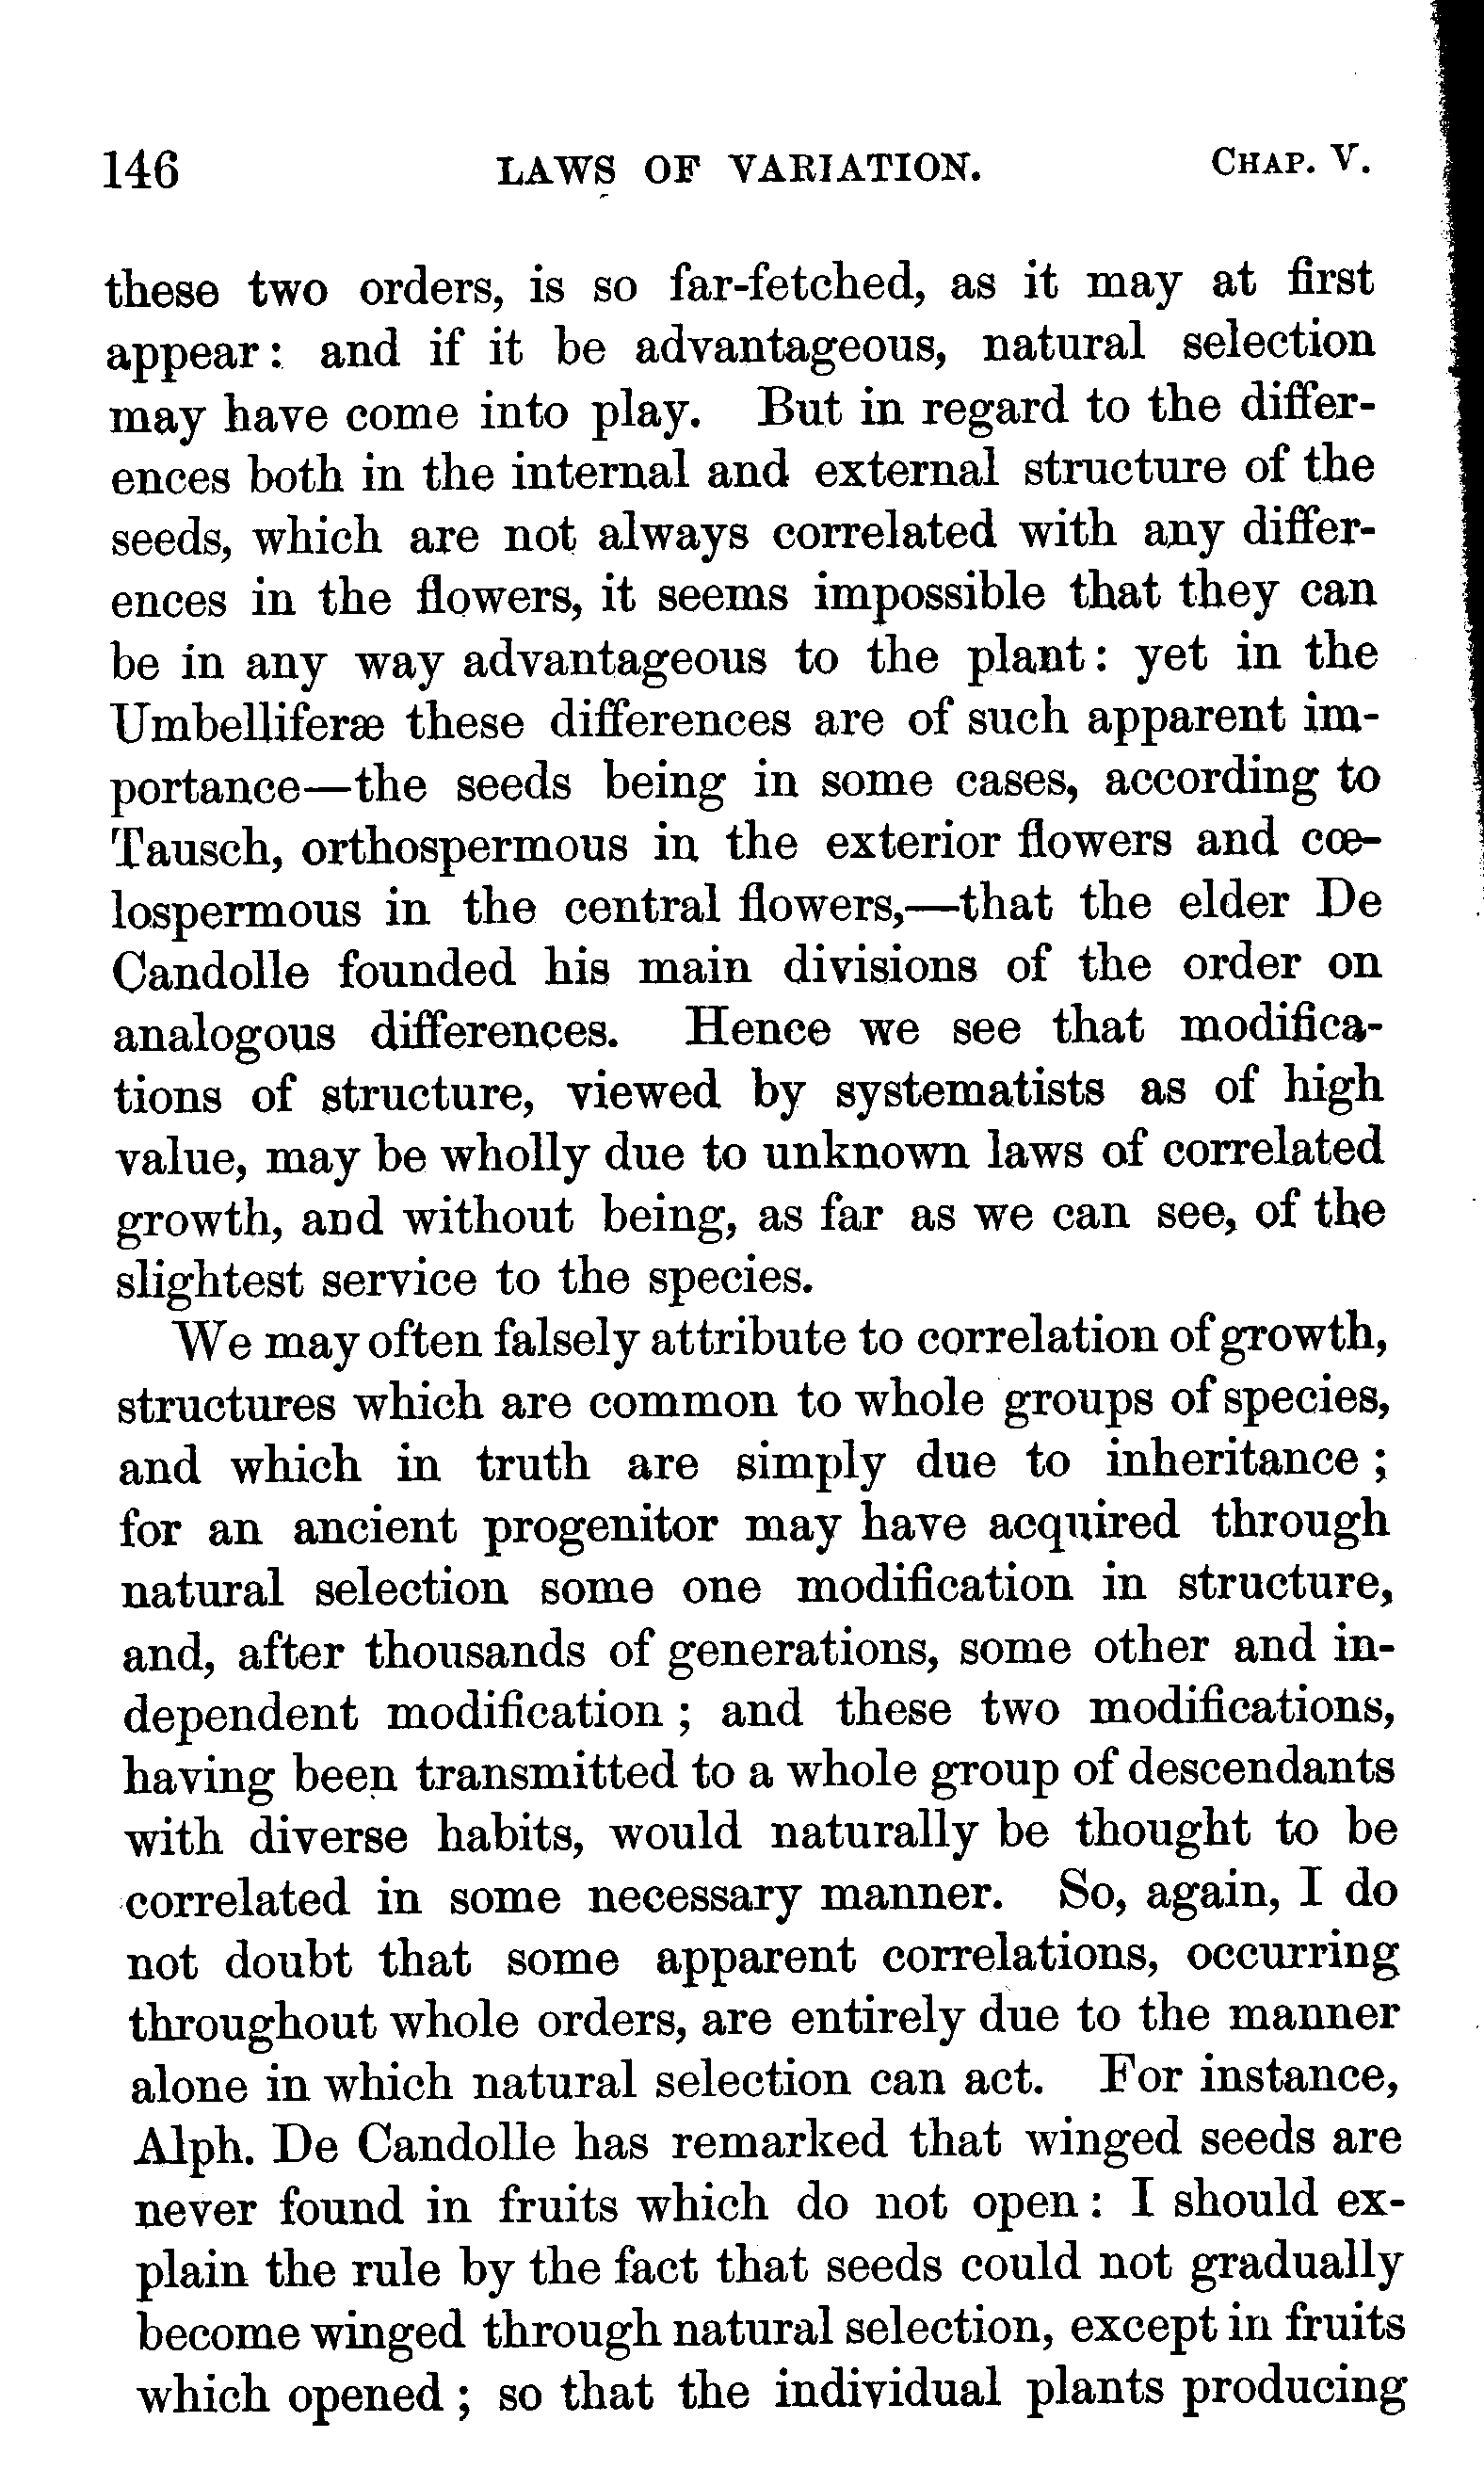 146 LAWS OF VARIATION. CHAP. V.
these two orders, is so far-fetched, as it may at first
appear: and if it be advantageous, natural selection
may have come into play. But in regard to the differ-
ences both in the internal and external structure of the
seeds, which are not always correlated with any differ-
ences in the flowers, it seems impossible that they can
be in any way advantageous to the plant: yet in the
Umbelliferæ these differences are of such apparent im-
portance—the seeds being in some cases, according to
Tausch, orthospermous in the exterior flowers and cœ-
lospermous in the central flowers,—that the elder De
Candolle founded his main divisions of the order on
analogous differences. Hence we see that modifica-
tions of structure, viewed by systematists as of high
value, may be wholly due to unknown laws of correlated
growth, and without being, as far as we can see, of the
slightest service to the species.
We may often falsely attribute to correlation of growth,
structures which are common to whole groups of species,
and which in truth are simply due to inheritance;
for an ancient progenitor may have acquired through
natural selection some one modification in structure,
and, after thousands of generations, some other and in-
dependent modification; and these two modifications,
having been transmitted to a whole group of descendants
with diverse habits, would naturally be thought to be
correlated in some necessary manner. So, again, I do
not doubt that some apparent correlations, occurring
throughout whole orders, are entirely due to the manner
alone in which natural selection can act. For instance,
Alph. De Candolle has remarked that winged seeds are
never found in fruits which do not open: I should ex-
plain the rule by the fact that seeds could not gradually
become winged through natural selection, except in fruits
which opened; so that the individual plants producing